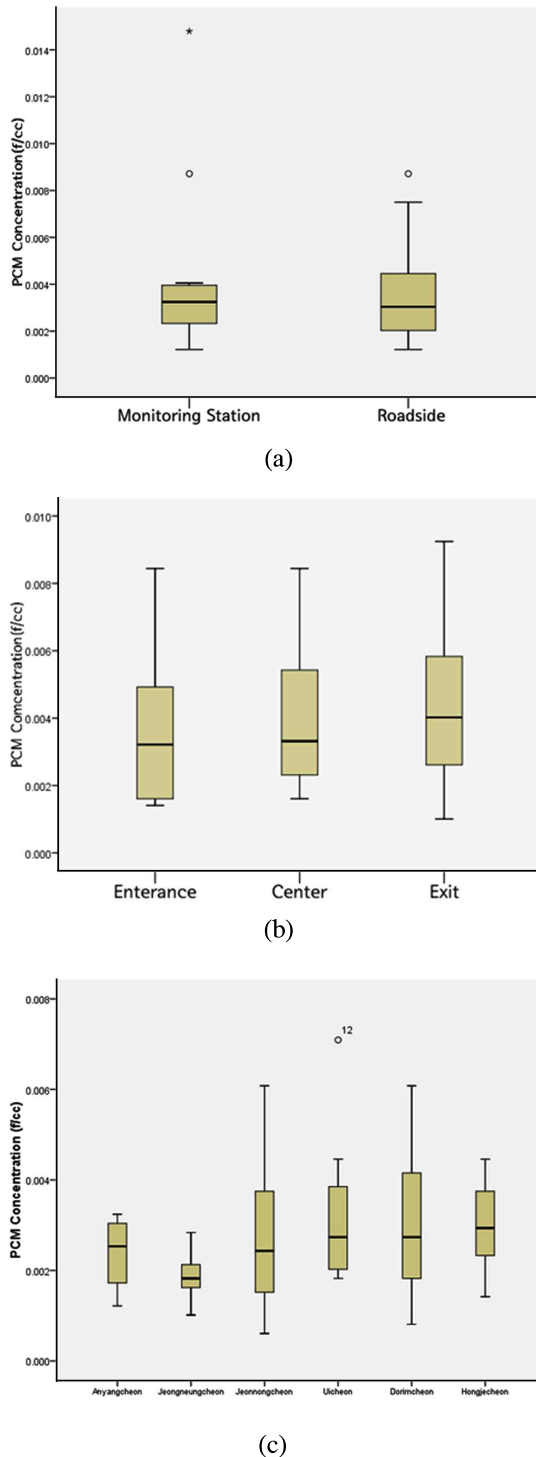 PCM Concentration(f/cc)
0.014
0.012
0.010
0.008
0.006
0.004
0.002
0.000
*
Monitoring Station Roadside
(a)
PCM Comcentration(f/cc)
0.010
0.008
0.006
0.004
0.002
0.000
Enterance Center Exit
(b)
PCM Concentration (f/cc)
0.008
0.006
0.004
0.002
0.000
12
Anyangcheon Jeongneungcheon Jeonnongcheon Uicheon Dorimcheon Hongjecheon
(c)